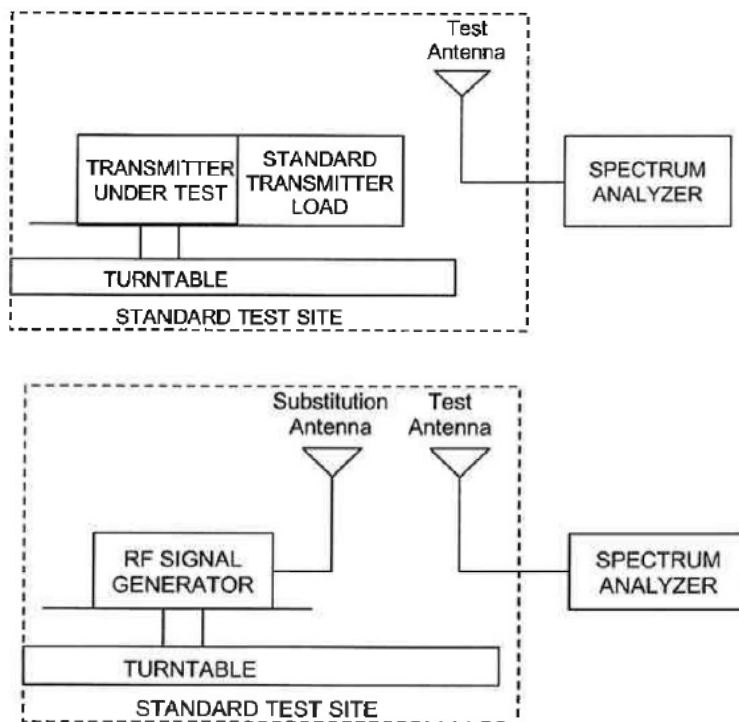 Test
Antenna
TRANSMITTER
UNDER TEST
STANDARD
TRANSMITTER
LOAD
SPECTRUM
ANALYZER
TURNTABLE
STANDARD TEST SITE
Substitution
Antenna
Test
Antenna
RF SIGNAL
GENERATOR
SPECTRUM
ANALYZER
TURNTABLE
STANDARD TEST SITE